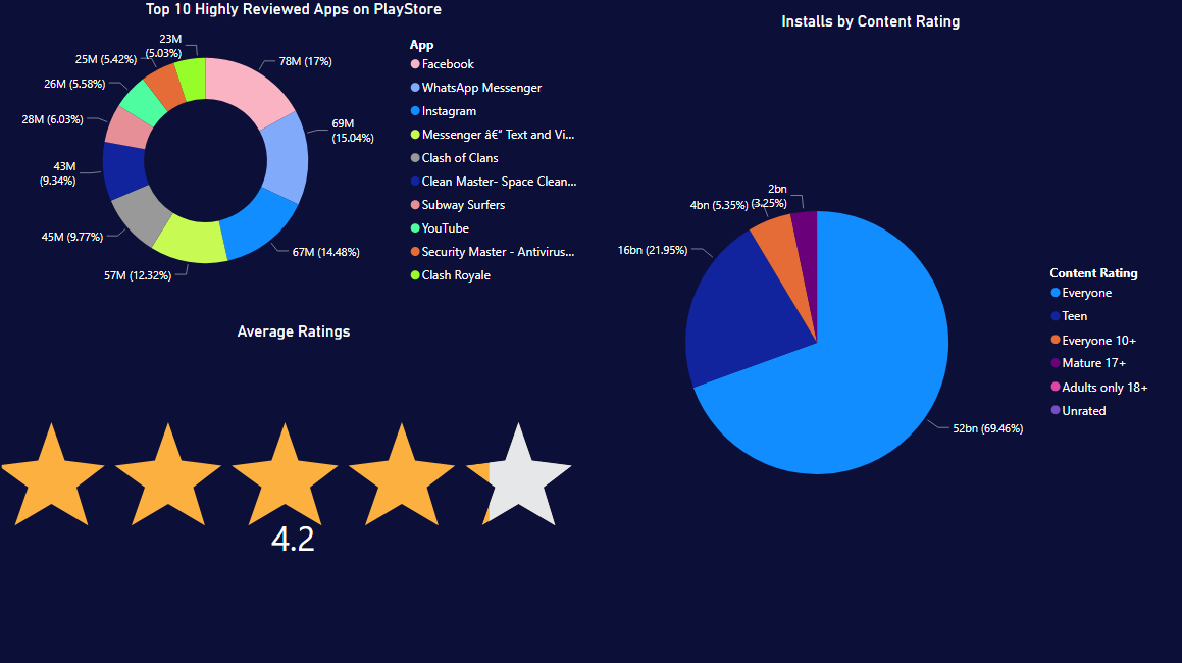 Top 10 Highly Reviewed Apps on PlayStore
23M
(5.03%)
25M (5.42%)
78M (17%)
26M (5.58%)
28M (6.03%)
69M
(15.04%)
43M
(9.34%)
45M (9.77%)
67M (14.48%)
57M (12.32%)
App
Facebook
WhatsApp Messenger
Instagram
Messenger â€“ Text and Vi...
Clash of Clans
Clean Master- Space Clean...
Subway Surfers
YouTube
Security Master - Antivirus...
Clash Royale
Average Ratings
4.2
Installs by Content Rating
2bn
(3.25%)
4bn (5.35%)
16bn (21.95%)
52bn (69.46%)
Content Rating
Everyone
Teen
Everyone 10+
Mature 17+
Adults only 18+
Unrated